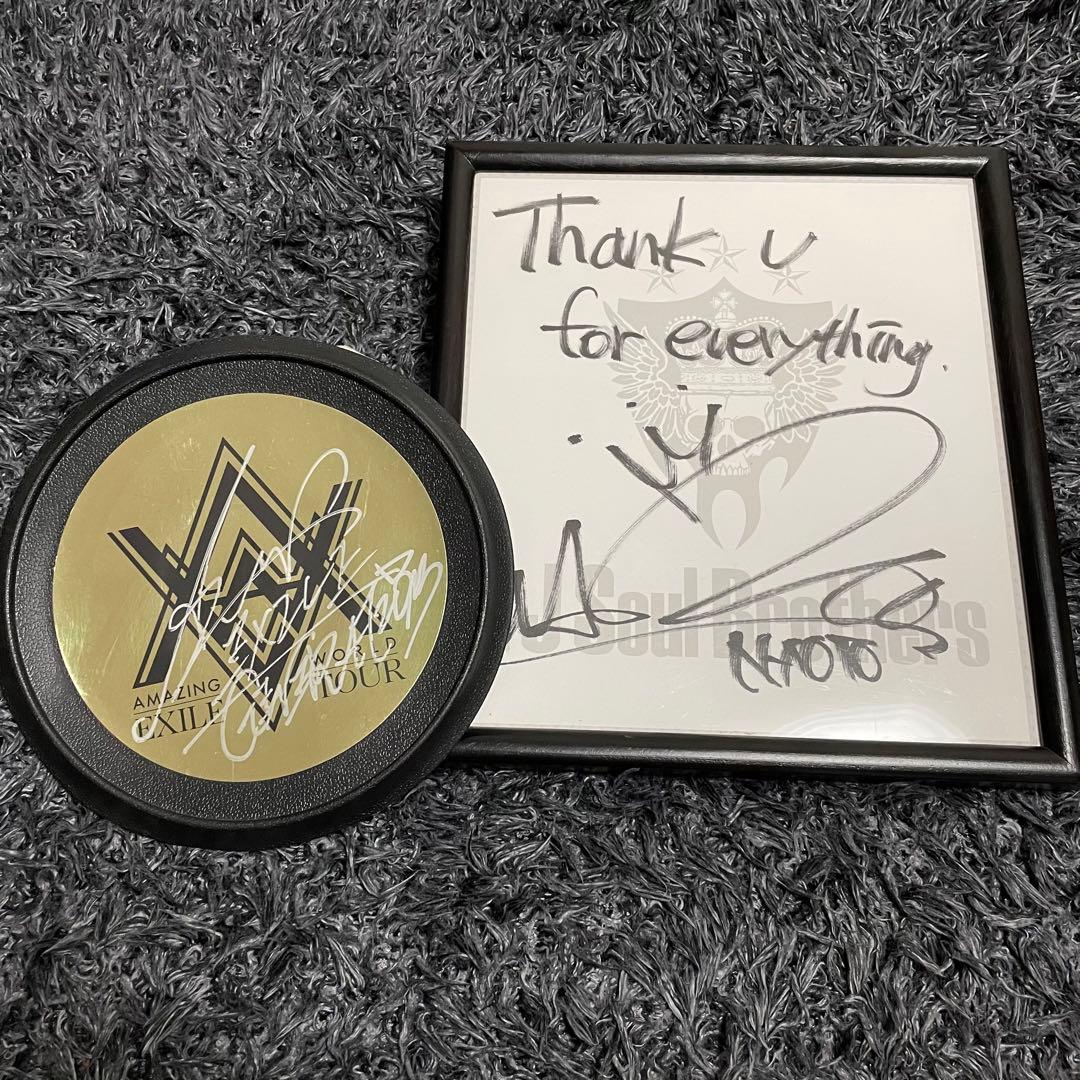 Thank u
for everything.
J Soul Brothers
NAOTO
AMAZING WORLD
EXILE TOUR